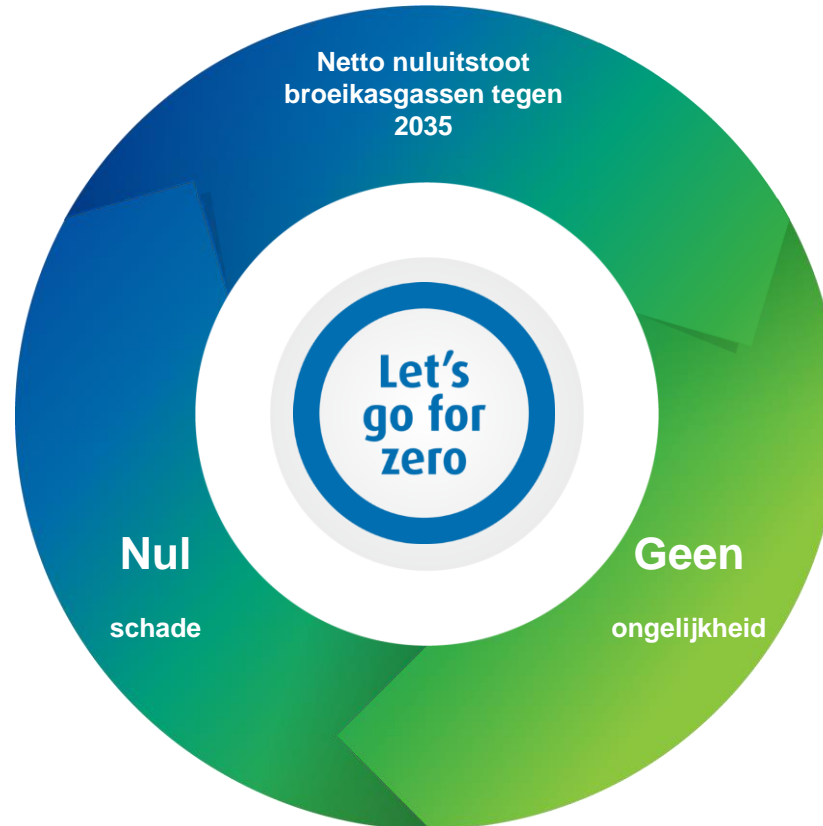 Netto nuluitstoot
broeikasgassen tegen
2035
Let's
go for
zero
Nul
schade
Geen
ongelijkheid